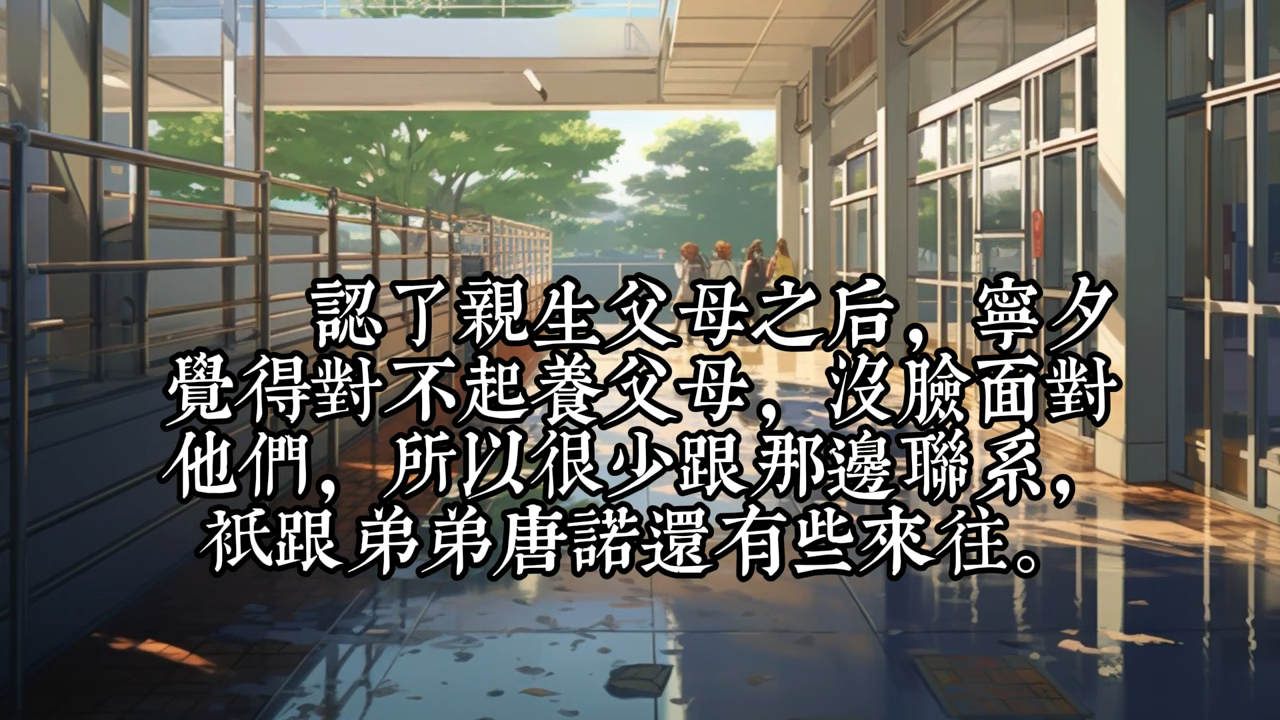 認了親生父母之后，寧夕
覺得對不起養父母，沒臉面對
他們，所以很少跟那邊聯系，
衹跟弟弟唐諾還有些來往。